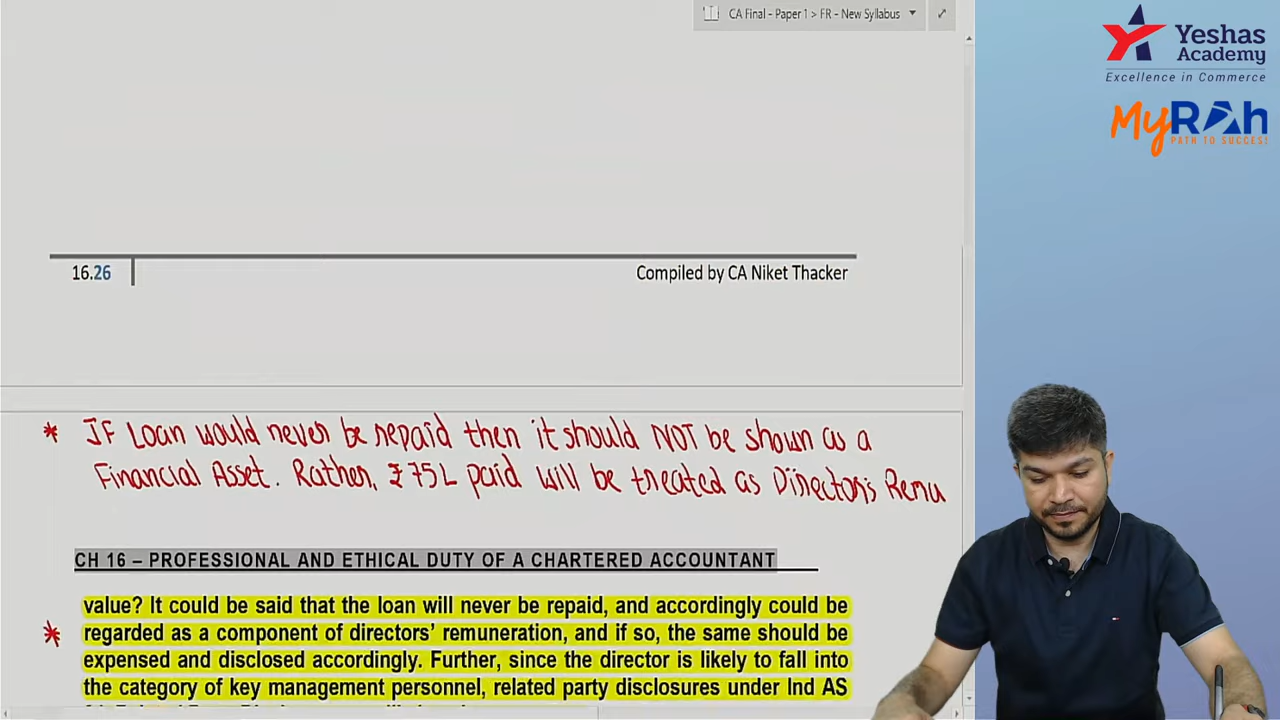 CA Final - Paper 1 > FR - New Syllabus
Yeshas
Academy
Excellence in Commerce
MyRAh
PATH TO SUCCESS!
16.26
Compiled by CA Niket Thacker
* IF Loan would never be repaid then it should NOT be shown as a
Financial Asset. Rather, ₹75L paid will be treated as Director's Remu
CH 16 – PROFESSIONAL AND ETHICAL DUTY OF A CHARTERED ACCOUNTANT
value? It could be said that the loan will never be repaid, and accordingly could be
* regarded as a component of directors' remuneration, and if so, the same should be
expensed and disclosed accordingly. Further, since the director is likely to fall into
the category of key management personnel, related party disclosures under Ind AS